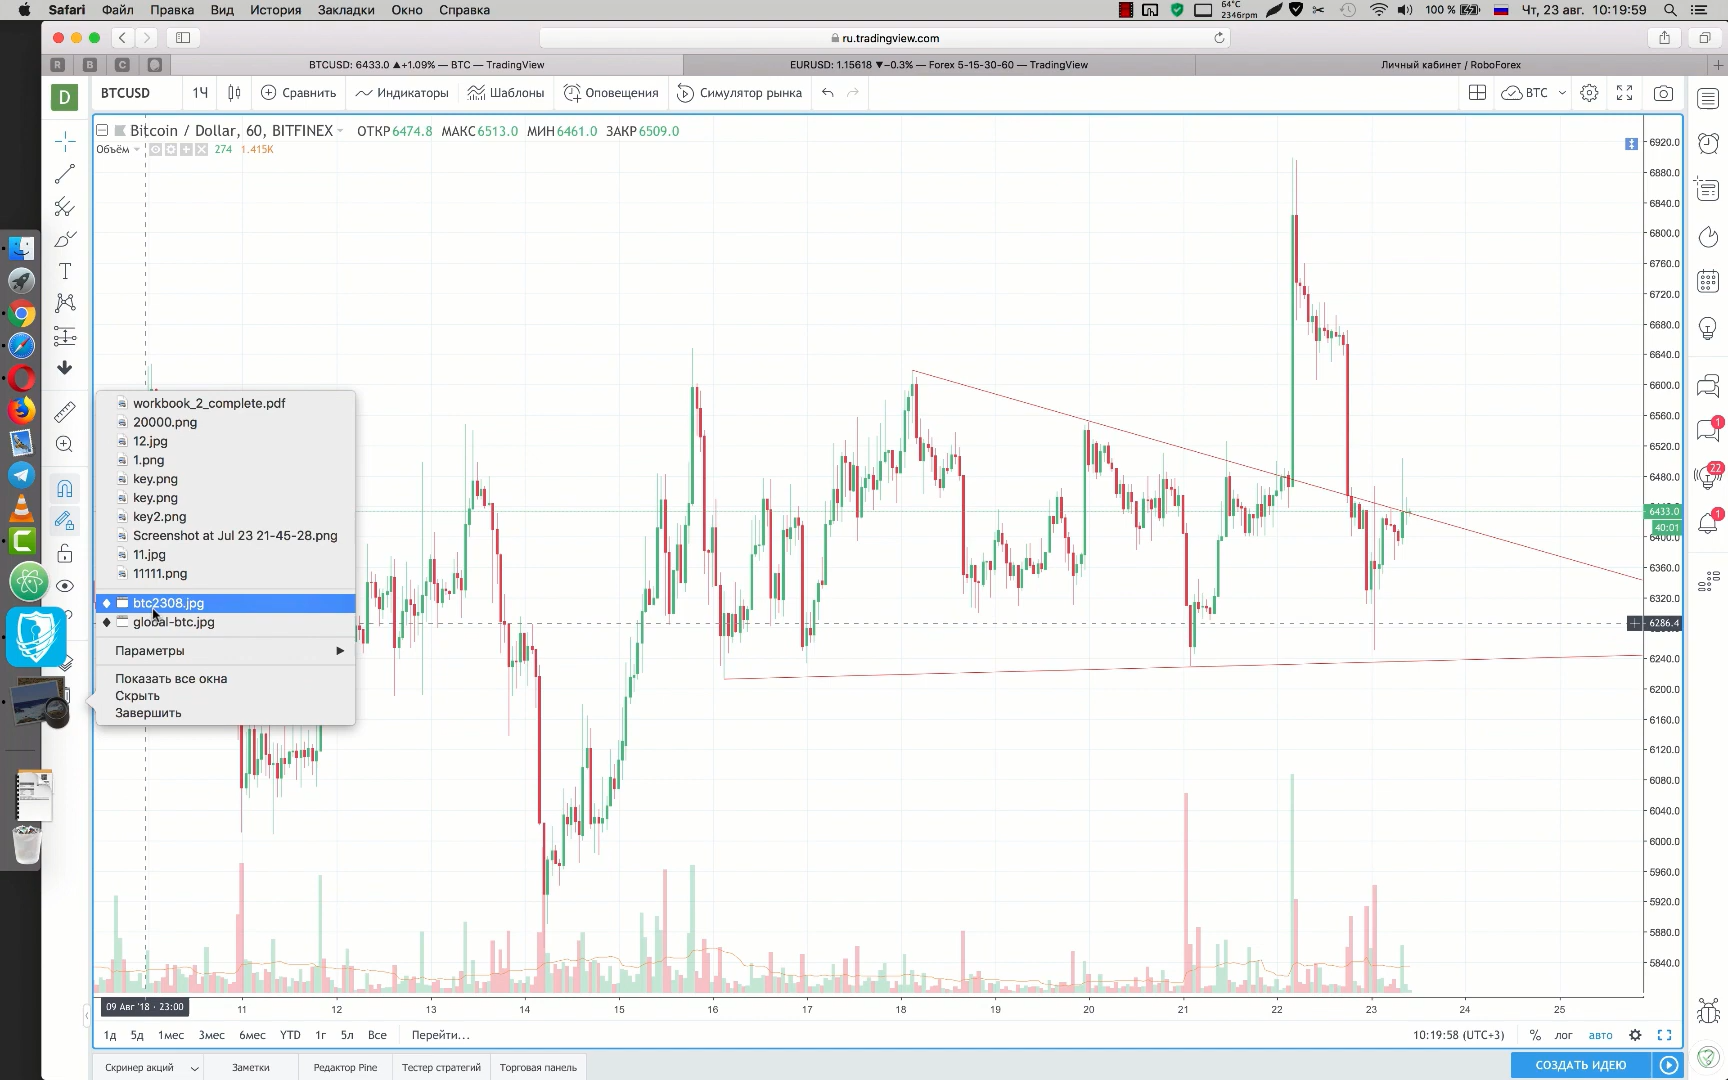 Safari Файл Правка Вид История Закладки Окно Справка 64°C 2346rpm 100 % Чт, 23 авг. 10:19:59
ru.tradingview.com
R B C BTCUSD: 6433.0 ▲+1.09% — BTC — TradingView EURUSD: 1.15618 ▼−0.3% — Forex 5-15-30-60 — TradingView Личный кабинет / RoboForex
D BTCUSD 1Ч Сравнить Индикаторы Шаблоны Оповещения Симулятор рынка BTC
Bitcoin / Dollar, 60, BITFINEX ОТКР 6474.8 МАКС 6513.0 МИН 6461.0 ЗАКР 6509.0
Объём 274 1.415K
6920.0
6880.0
6840.0
6800.0
6760.0
6720.0
6680.0
6640.0
6600.0
6560.0
6520.0
6480.0
6433.0
40:01
6400.0
6360.0
6320.0
6286.4
6240.0
6200.0
6160.0
6120.0
6080.0
6040.0
6000.0
5960.0
5920.0
5880.0
5840.0
workbook_2_complete.pdf
20000.png
12.jpg
1.png
key.png
key.png
key2.png
Screenshot at Jul 23 21-45-28.png
11.jpg
11111.png
btc2308.jpg
global-btc.jpg
Параметры
Показать все окна
Скрыть
Завершить
1
22
1
09 Авг '18 - 23:00 11 12 13 14 15 16 17 18 19 20 21 22 23 24 25
1д 5д 1мес 3мес 6мес YTD 1г 5л Все Перейти... 10:19:58 (UTC+3) % лог авто
Скринер акций Заметки Редактор Pine Тестер стратегий Торговая панель СОЗДАТЬ ИДЕЮ